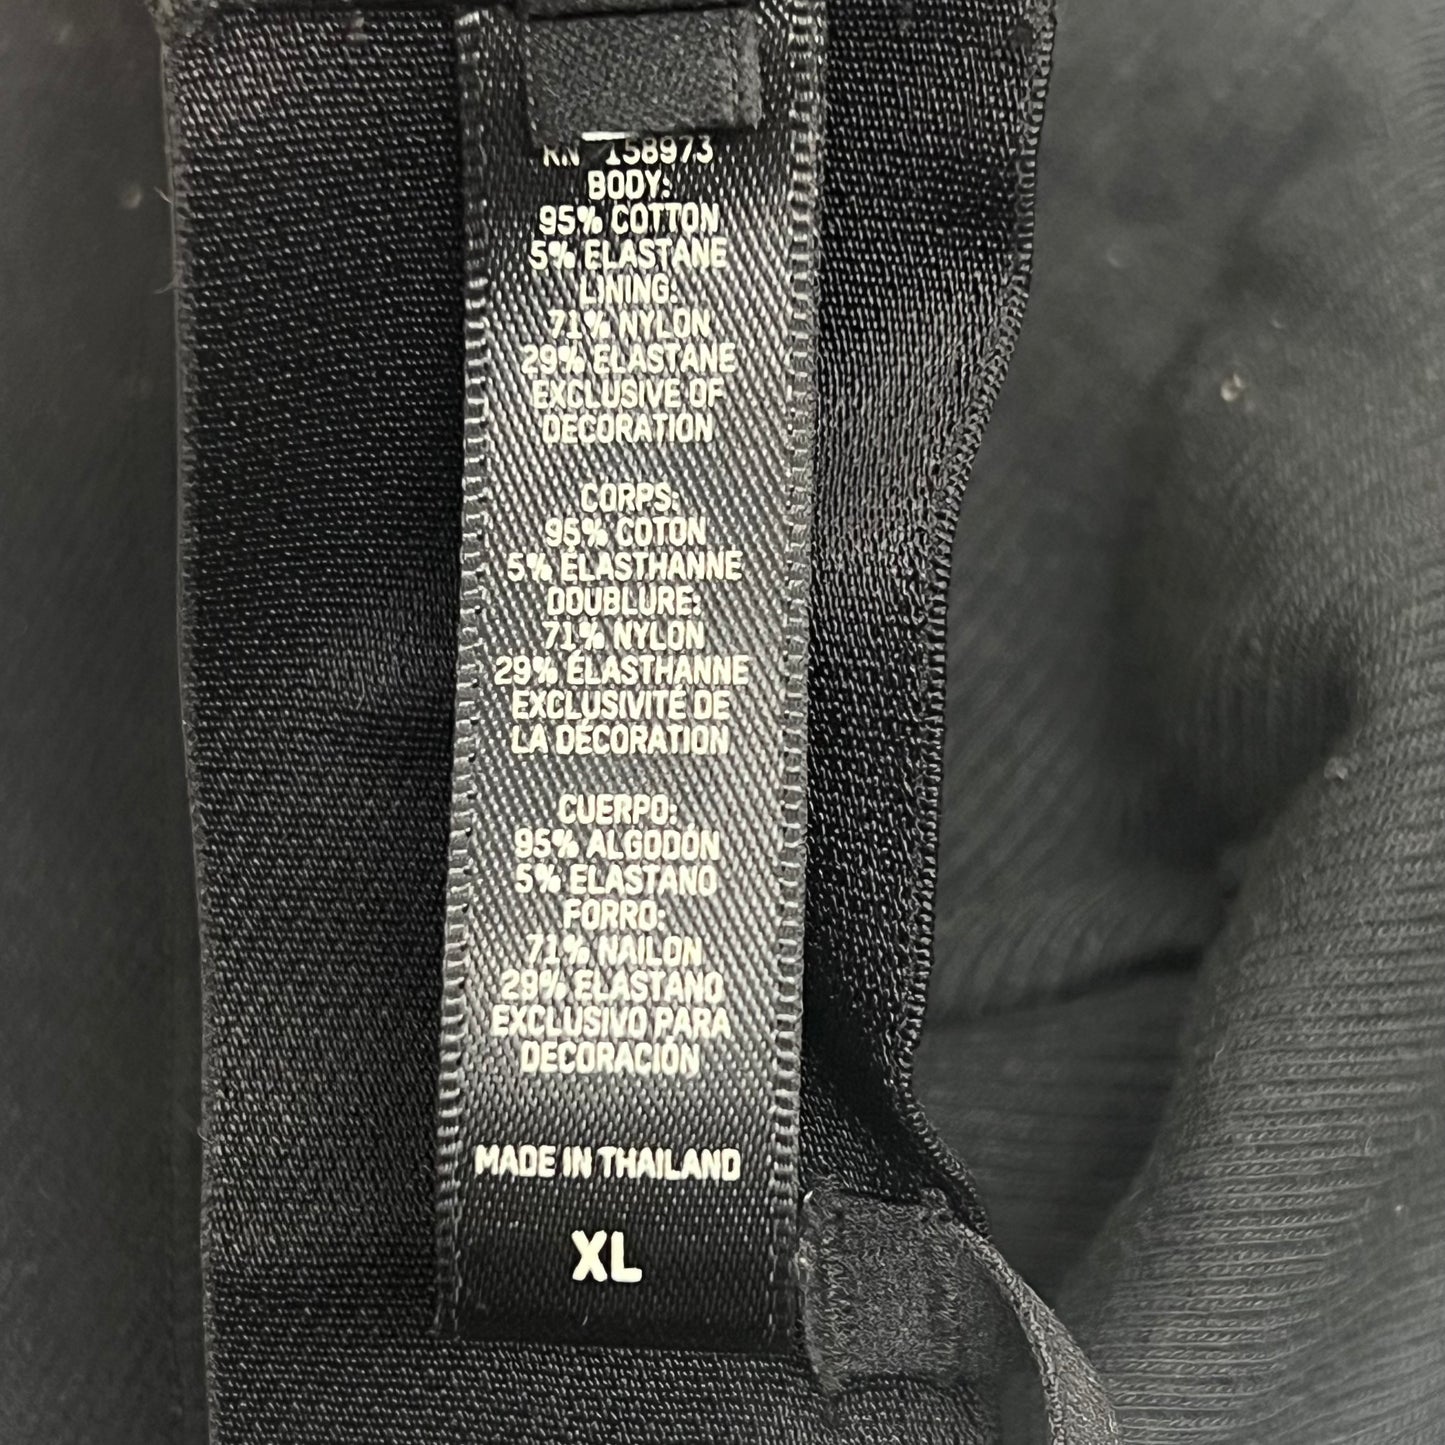 RN 158973
BODY:
95% COTTON
5% ELASTANE
LINING:
71% NYLON
29% ELASTANE
EXCLUSIVE OF
DECORATION
CORPS:
95% COTON
5% ÉLASTHANNE
DOUBLURE:
71% NYLON
29% ÉLASTHANNE
EXCLUSIVITÉ DE
LA DÉCORATION
CUERPO:
95% ALGODÓN
5% ELASTANO
FORRO:
71% NAILON
29% ELASTANO
EXCLUSIVO PARA
DECORACIÓN
MADE IN THAILAND
XL